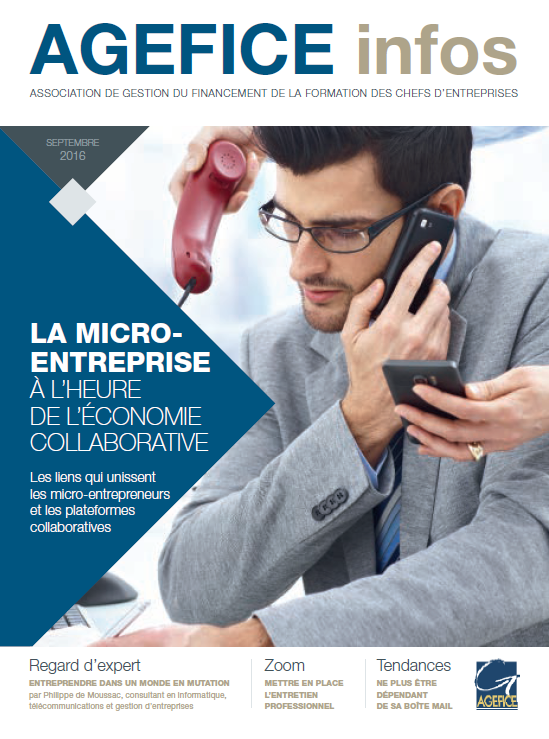 AGEFICE infos
ASSOCIATION DE GESTION DU FINANCEMENT DE LA FORMATION DES CHEFS D'ENTREPRISES
SEPTEMBRE
2016
LA MICRO-
ENTREPRISE
À L'HEURE
DE L'ÉCONOMIE
COLLABORATIVE
Les liens qui unissent
les micro-entrepreneurs
et les plateformes
collaboratives
Regard d'expert
ENTREPRENDRE DANS UN MONDE EN MUTATION
par Philippe de Moussac, consultant en informatique,
télécommunications et gestion d'entreprises
Zoom
METTRE EN PLACE
L'ENTRETIEN
PROFESSIONNEL
Tendances
NE PLUS ÊTRE
DÉPENDANT
DE SA BOÎTE MAIL
AGEFICE